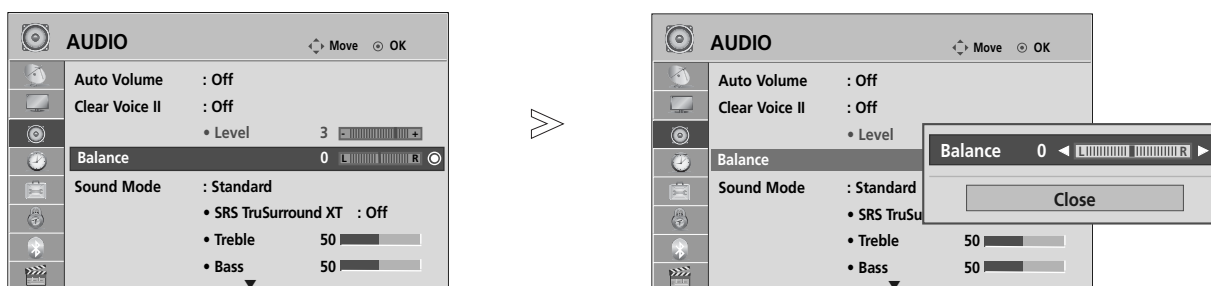 AUDIO
Move OK
Auto Volume : Off
Clear Voice II : Off
• Level 3 - +
Balance 0 L R
Sound Mode : Standard
• SRS TruSurround XT : Off
• Treble 50
• Bass 50
AUDIO
Move OK
Auto Volume : Off
Clear Voice II : Off
• Level
Balance
Sound Mode : Standard
• SRS TruSu
• Treble 50
• Bass 50
Balance 0 L R
Close